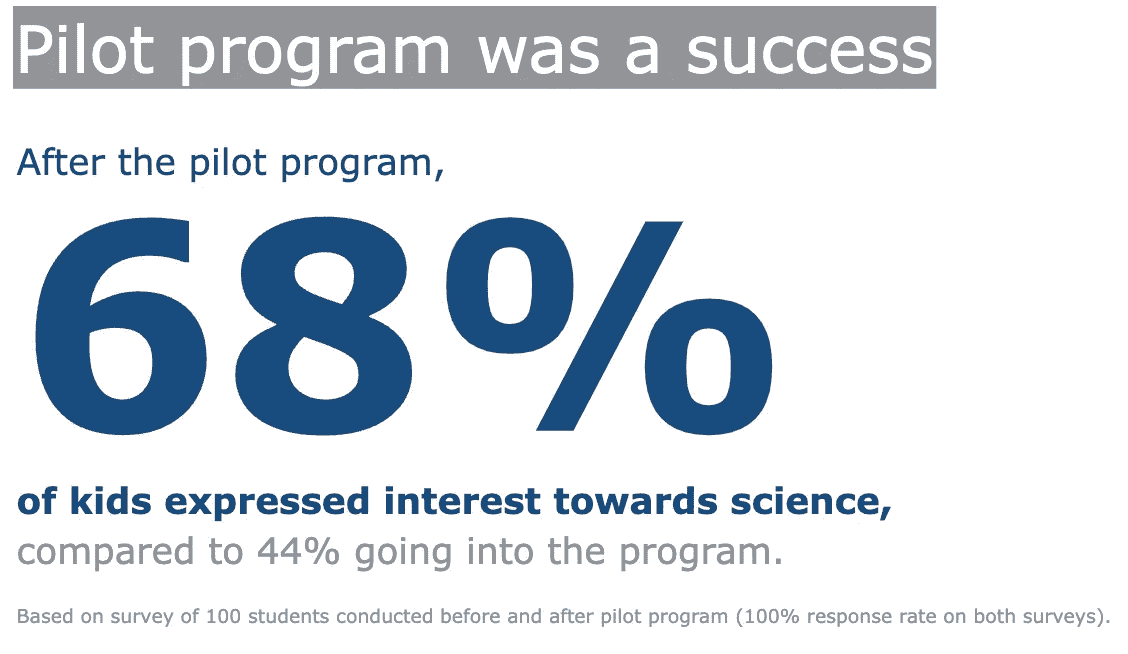 Pilot program was a success
After the pilot program,
68%
of kids expressed interest towards science,
compared to 44% going into the program.
Based on survey of 100 students conducted before and after pilot program (100% response rate on both surveys).